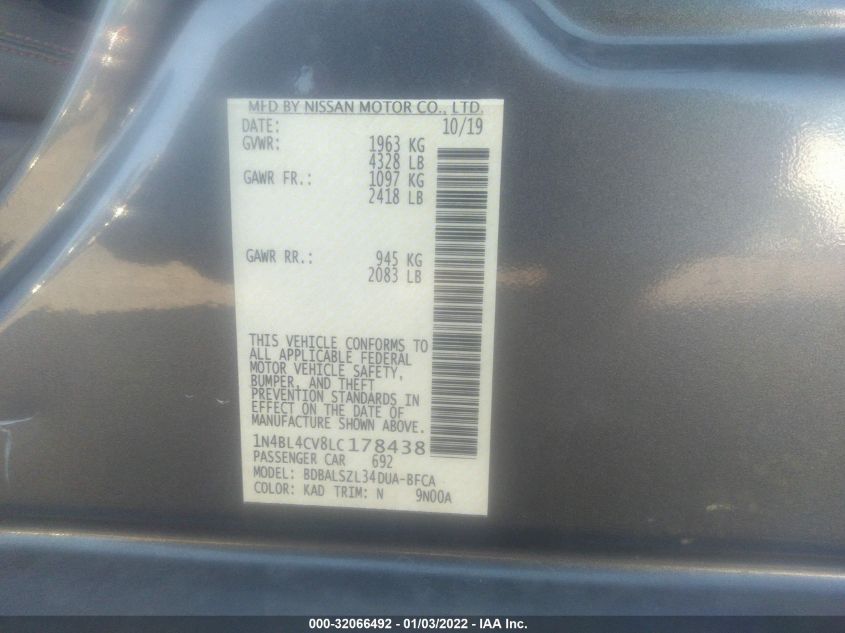 MFD BY NISSAN MOTOR CO., LTD.
DATE: 10/19
GVWR: 1963 KG
4328 LB
GAWR FR.: 1097 KG
2418 LB
GAWR RR.: 945 KG
2083 LB
THIS VEHICLE CONFORMS TO
ALL APPLICABLE FEDERAL
MOTOR VEHICLE SAFETY,
BUMPER, AND THEFT
PREVENTION STANDARDS IN
EFFECT ON THE DATE OF
MANUFACTURE SHOWN ABOVE.
1N4BL4CV8LC178438
PASSENGER CAR 692
MODEL: BDBALSZL34DUA-BFCA
COLOR: KAD TRIM: N 9N00A
000-32066492 — 01/03/2022 — IAA Inc.